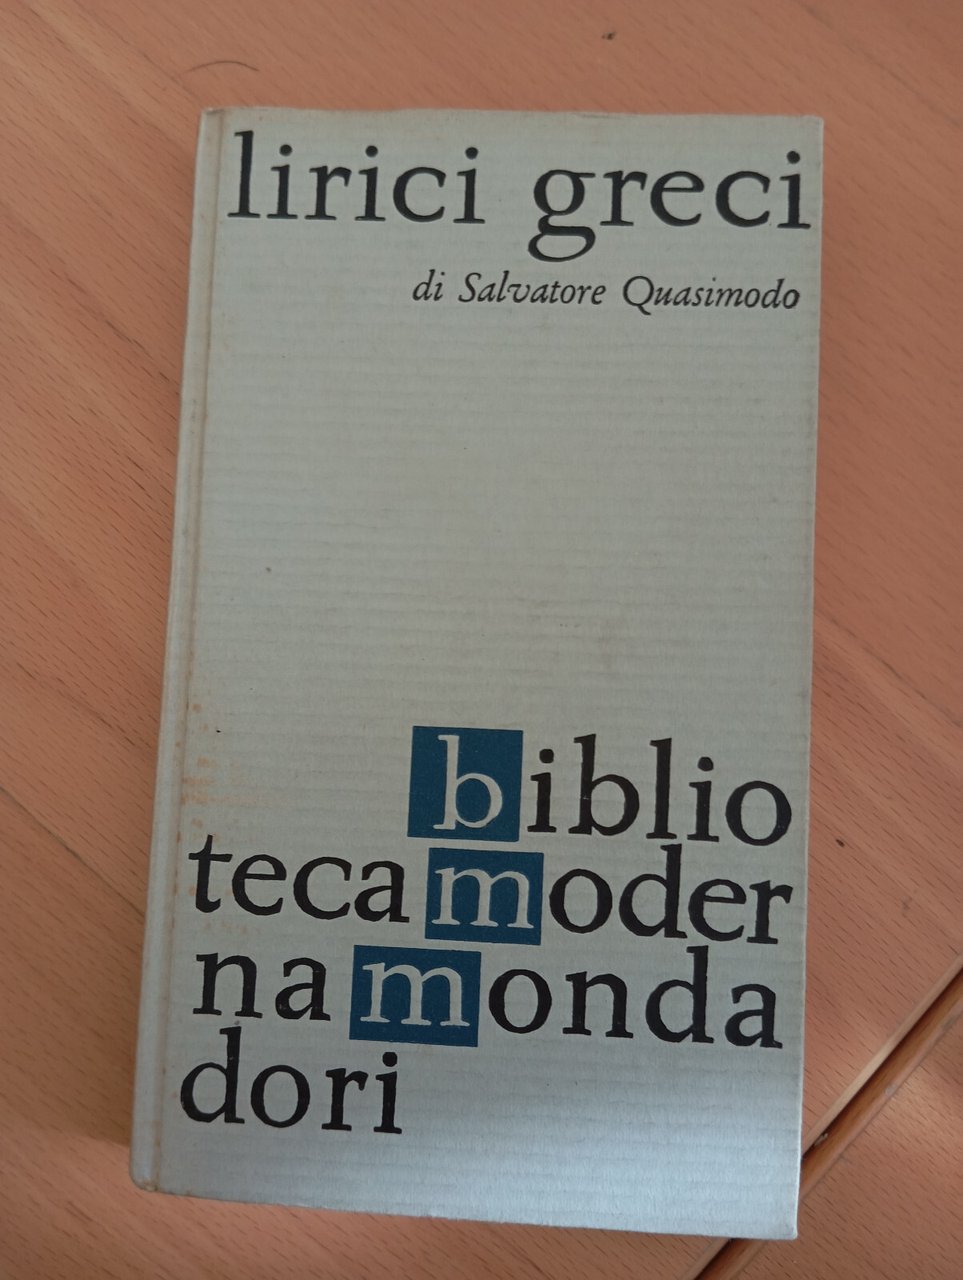 lirici greci
di Salvatore Quasimodo
biblio
tecamoder
namonda
dori